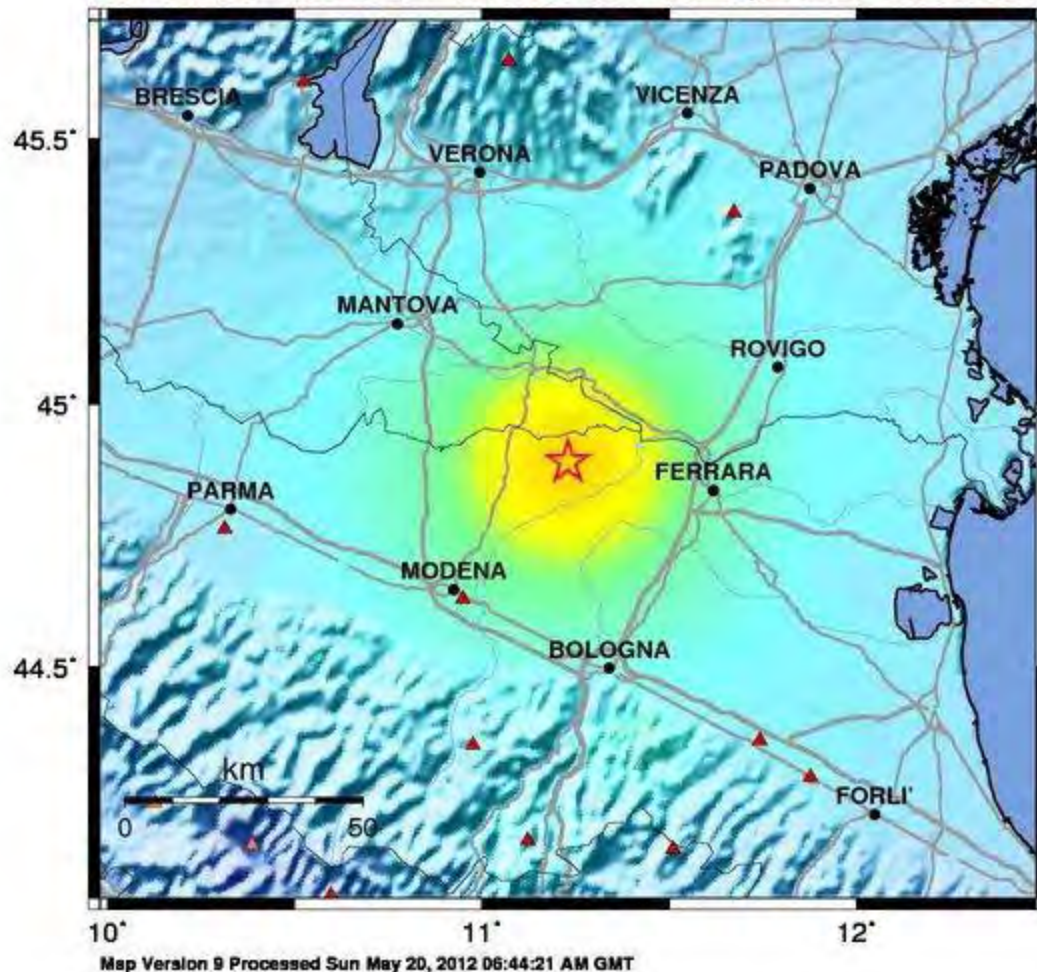 BRESCIA
VICENZA
45.5°
VERONA
PADOVA
MANTOVA
ROVIGO
45°
FERRARA
PARMA
MODENA
44.5°
BOLOGNA
km
FORLI'
0 50
10° 11° 12°
Map Version 9 Processed Sun May 20, 2012 06:44:21 AM GMT